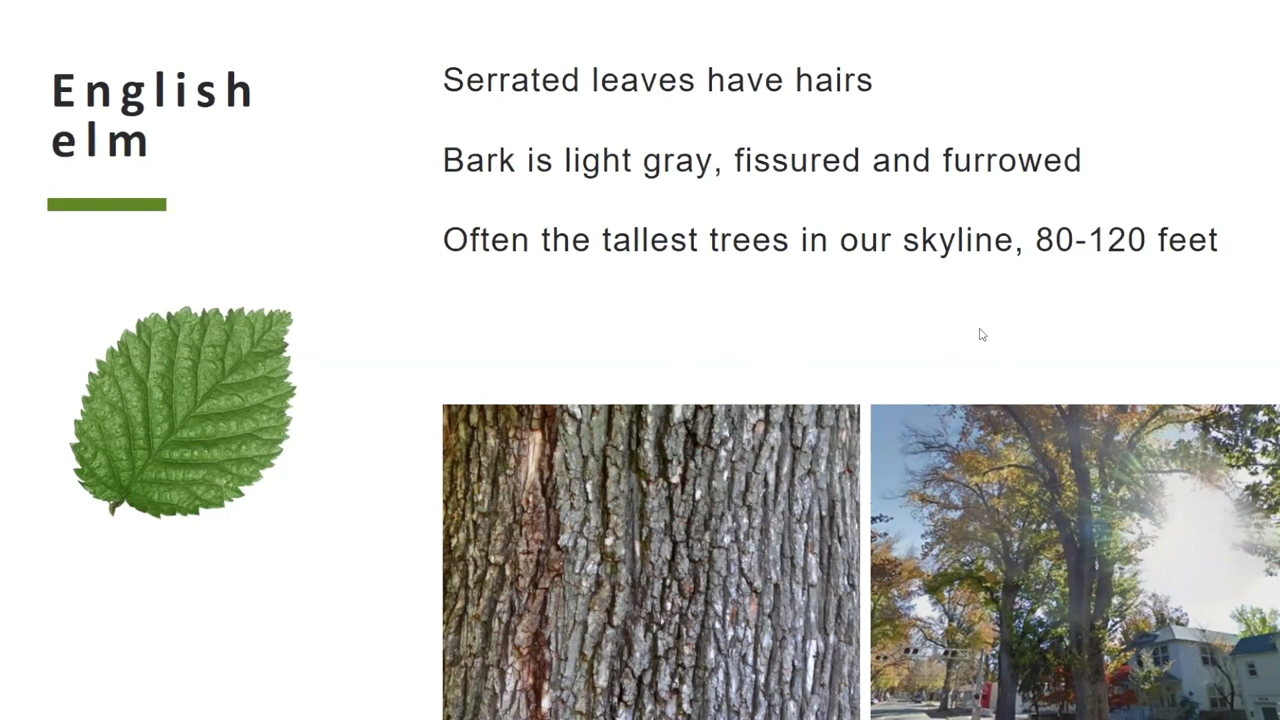 English
elm
Serrated leaves have hairs
Bark is light gray, fissured and furrowed
Often the tallest trees in our skyline, 80-120 feet